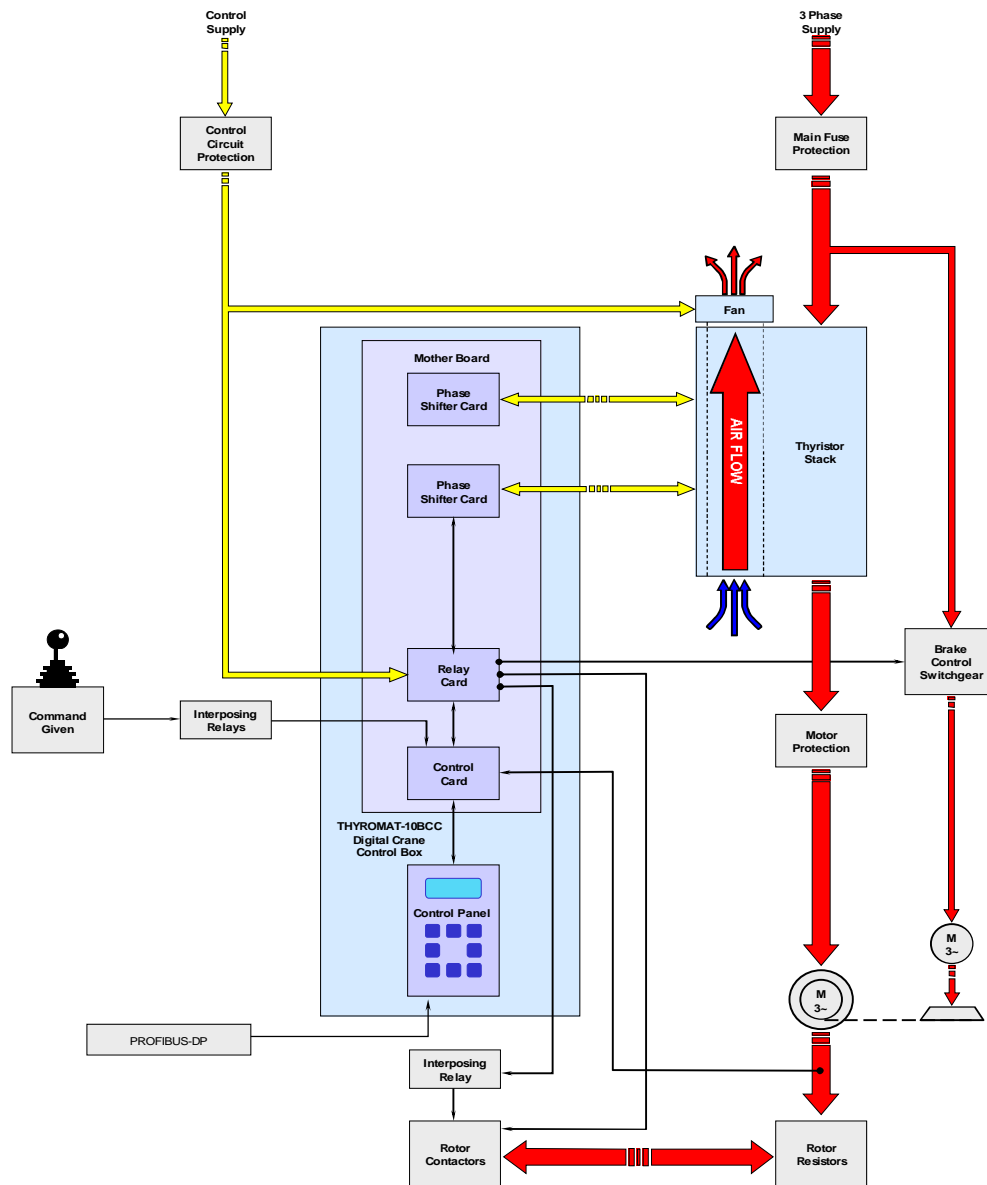 Control
Supply
3 Phase
Supply
Control
Circuit
Protection
Main Fuse
Protection
Fan
Mother Board
Phase
Shifter Card
AIR FLOW
Thyristor
Stack
Phase
Shifter Card
Relay
Card
Brake
Control
Switchgear
Command
Given
Interposing
Relays
Motor
Protection
Control
Card
THYROMAT-10BCC
Digital Crane
Control Box
Control Panel
M
3~
M
3~
PROFIBUS-DP
Interposing
Relay
Rotor
Contactors
Rotor
Resistors